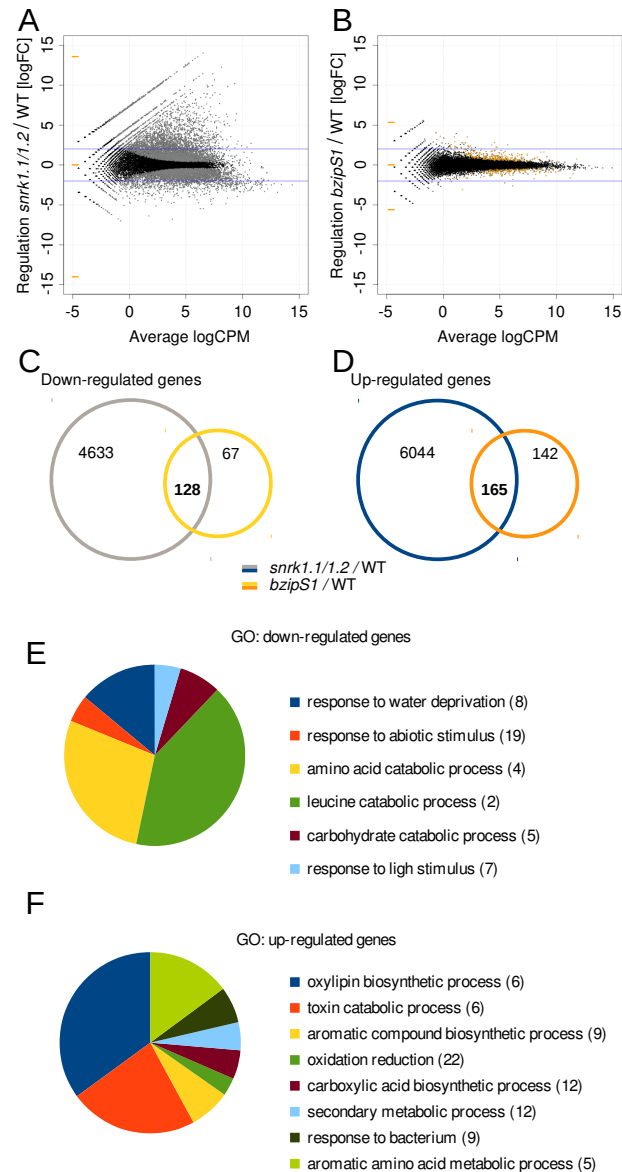 A
B
Regulation snrk1.1/1.2 / WT [logFC]
15
10
5
0
-5
-10
-15
-5
0
5
10
15
Average logCPM
Regulation bzipS1 / WT [logFC]
15
10
5
0
-5
-10
-15
-5
0
5
10
15
Average logCPM
C
Down-regulated genes
4633
67
128
D
Up-regulated genes
6044
142
165
snrk1.1/1.2 / WT
bzipS1 / WT
GO: down-regulated genes
E
response to water deprivation (8)
response to abiotic stimulus (19)
amino acid catabolic process (4)
leucine catabolic process (2)
carbohydrate catabolic process (5)
response to ligh stimulus (7)
F
GO: up-regulated genes
oxylipin biosynthetic process (6)
toxin catabolic process (6)
aromatic compound biosynthetic process (9)
oxidation reduction (22)
carboxylic acid biosynthetic process (12)
secondary metabolic process (12)
response to bacterium (9)
aromatic amino acid metabolic process (5)